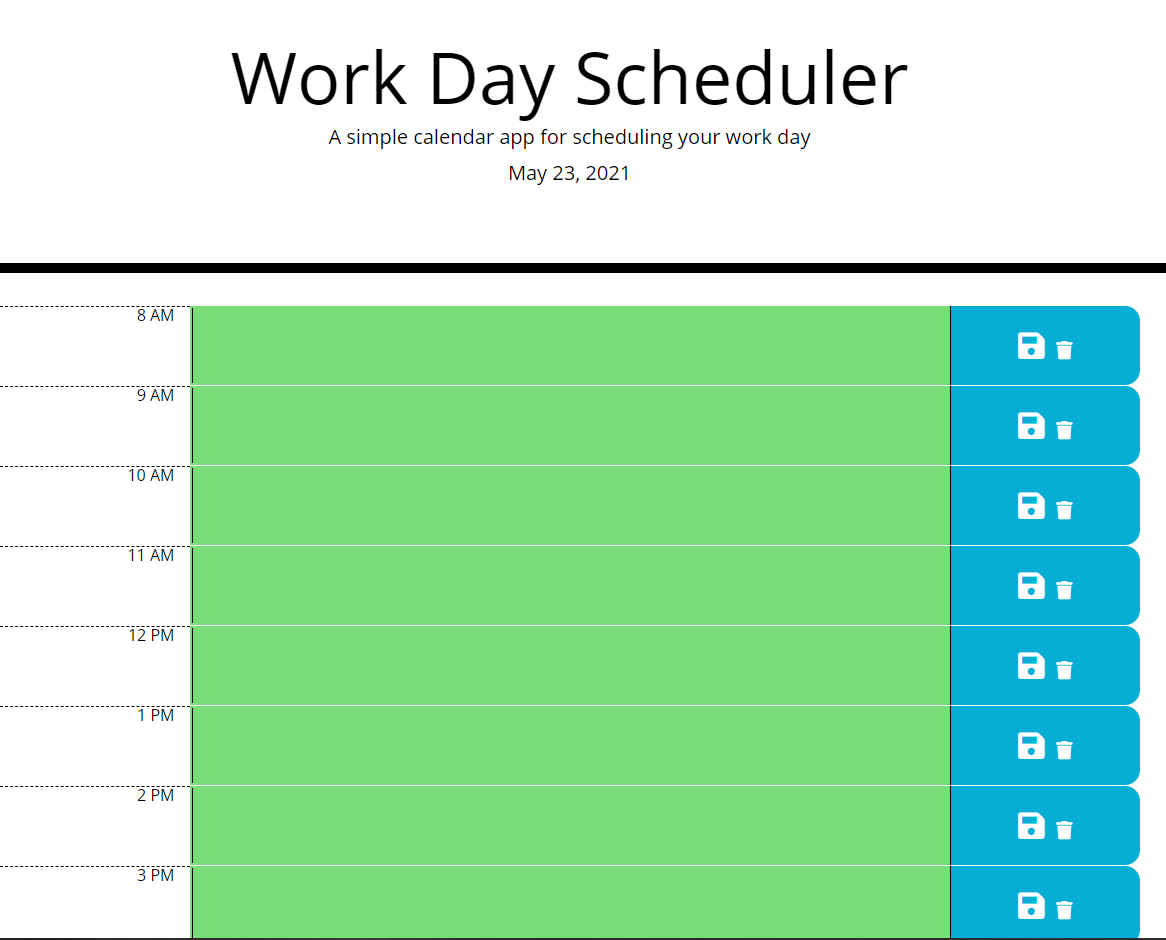 Work Day Scheduler
A simple calendar app for scheduling your work day
May 23, 2021
8 AM
9 AM
10 AM
11 AM
12 PM
1 PM
2 PM
3 PM